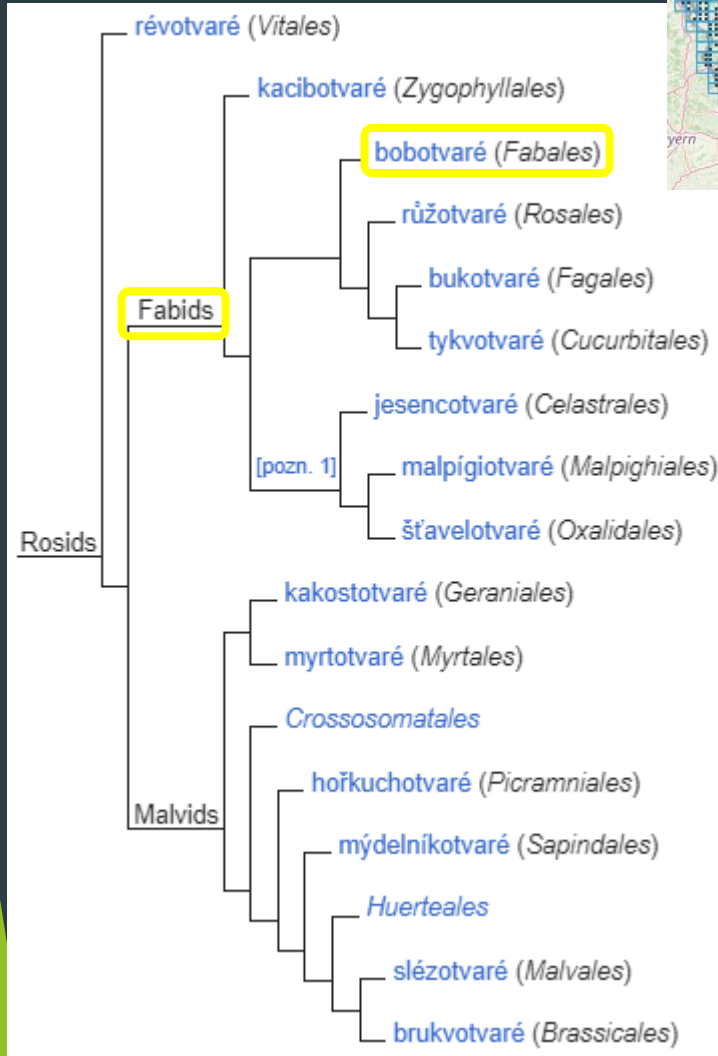 révotvaré (Vitales)
kacibotvaré (Zygophyllales)
bobotvaré (Fabales)
růžotvaré (Rosales)
Fabids
bukotvaré (Fagales)
tykvotvaré (Cucurbitales)
jesencotvaré (Celastrales)
[pozn. 1]
malpígiotvaré (Malpighiales)
šťavelotvaré (Oxalidales)
Rosids
kakostotvaré (Geraniales)
myrtotvaré (Myrtales)
Crossosomatales
hořkuchotvaré (Picramniales)
Malvids
mýdelníkotvaré (Sapindales)
Huerteales
slézotvaré (Malvales)
brukvotvaré (Brassicales)